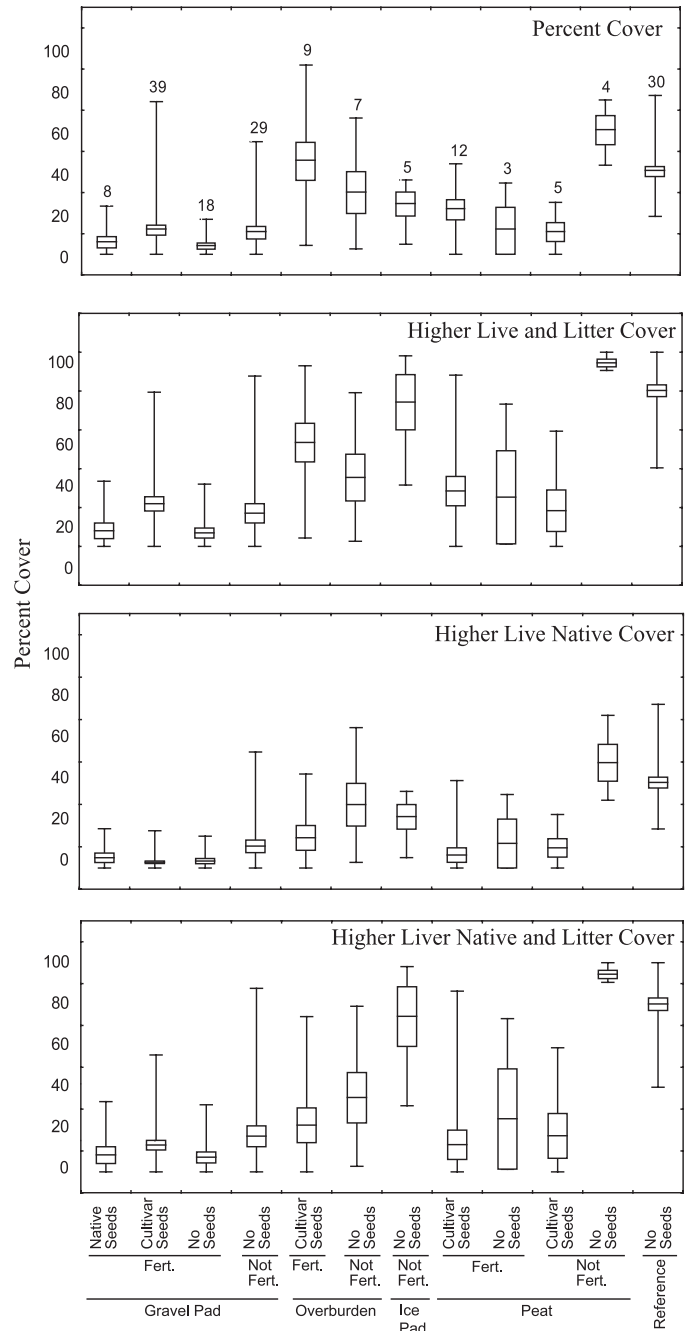 Percent Cover
100
80
60
40
20
0
8
39
18
29
9
7
5
12
3
5
4
30
Higher Live and Litter Cover
100
80
60
40
20
0
Percent Cover
Higher Live Native Cover
100
80
60
40
20
0
Higher Liver Native and Litter Cover
100
80
60
40
20
0
Native
Seeds
Cultivar
Seeds
No
Seeds
No
Seeds
Cultivar
Seeds
No
Seeds
No
Seeds
Cultivar
Seeds
No
Seeds
Cultivar
Seeds
No
Seeds
No
Seeds
Fert.
Not
Fert.
Fert.
Not
Fert.
Not
Fert.
Fert.
Not
Fert.
Gravel Pad
Overburden
Ice
Pad
Peat
Reference